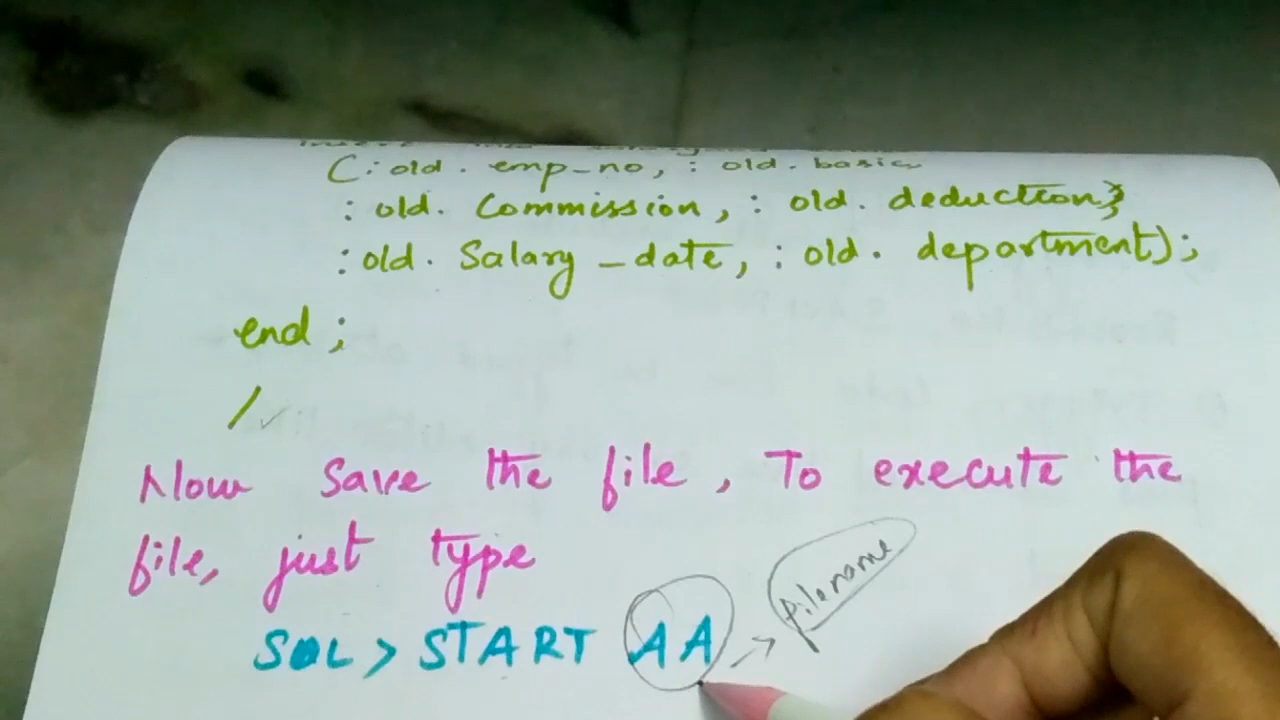 (:old. emp_no, : old. basic,
: old. Commission, : old. deduction,
:old. Salary_date, : old. department);
end ;
/
Now save the file, To execute the
file, just type
filename
SQL > START AA